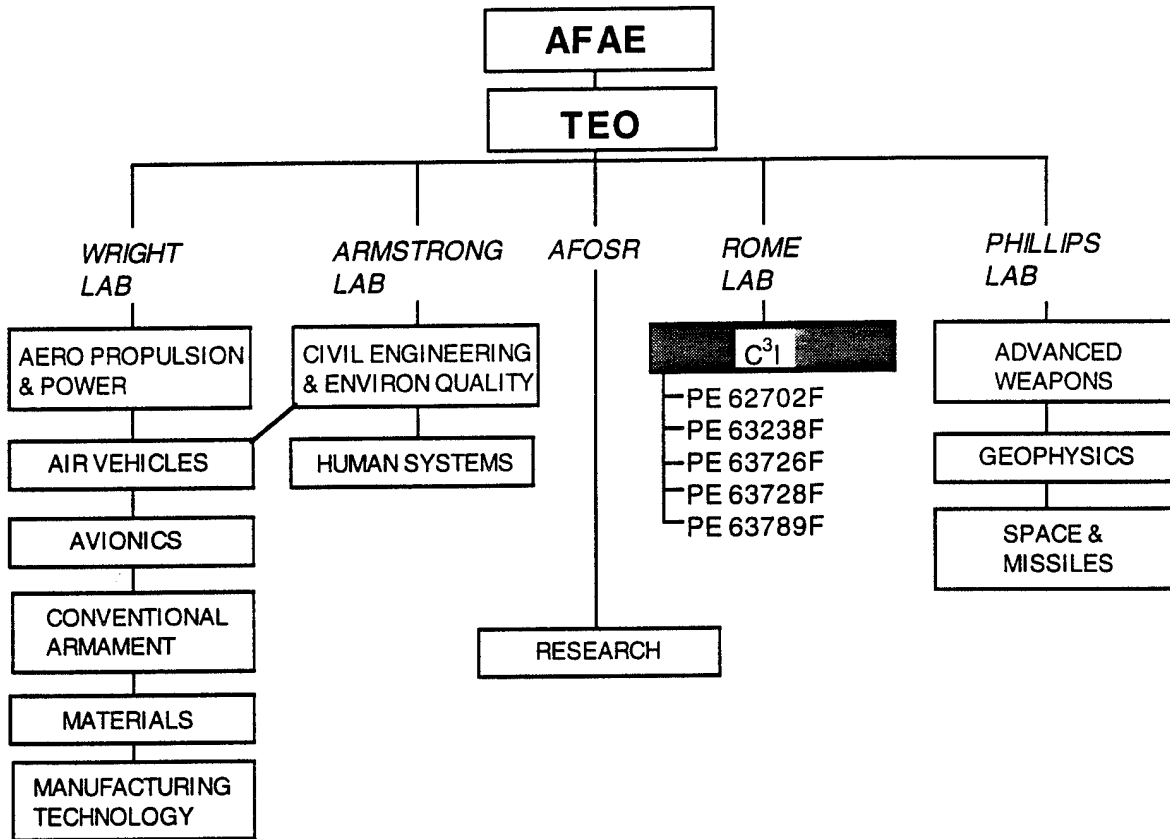 AFAE
TEO
WRIGHT
LAB
AERO PROPULSION
& POWER
AIR VEHICLES
AVIONICS
CONVENTIONAL
ARMAMENT
MATERIALS
MANUFACTURING
TECHNOLOGY
ARMSTRONG
LAB
CIVIL ENGINEERING
& ENVIRON QUALITY
HUMAN SYSTEMS
AFOSR
RESEARCH
ROME
LAB
C³I
PE 62702F
PE 63238F
PE 63726F
PE 63728F
PE 63789F
PHILLIPS
LAB
ADVANCED
WEAPONS
GEOPHYSICS
SPACE &
MISSILES